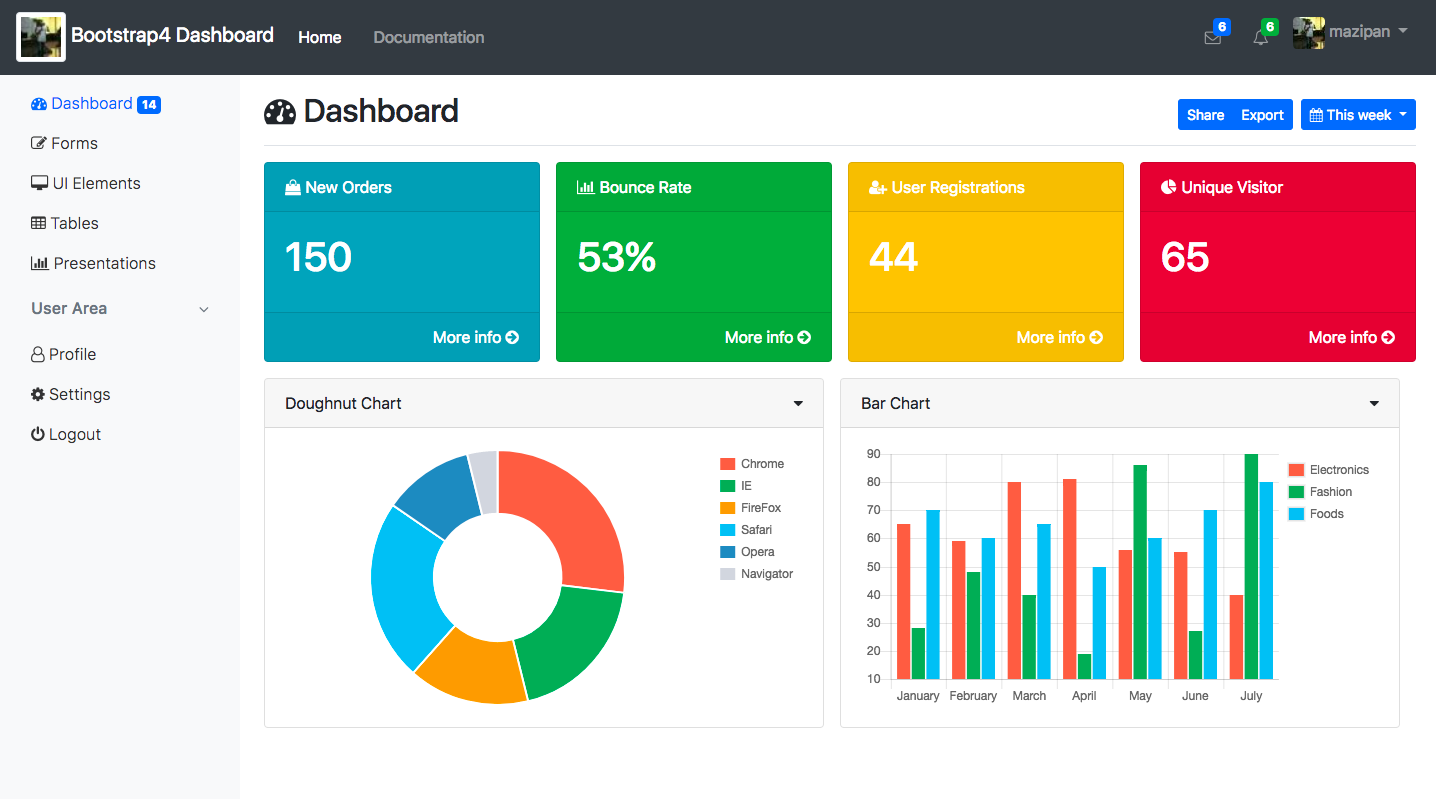 Bootstrap4 Dashboard Home Documentation 6 6 mazipan
Dashboard 14
Forms
UI Elements
Tables
Presentations
User Area
Profile
Settings
Logout
Dashboard
Share Export This week
New Orders
150
More info
Bounce Rate
53%
More info
User Registrations
44
More info
Unique Visitor
65
More info
Doughnut Chart
Chrome
IE
FireFox
Safari
Opera
Navigator
Bar Chart
90
80
70
60
50
40
30
20
10
January February March April May June July
Electronics
Fashion
Foods